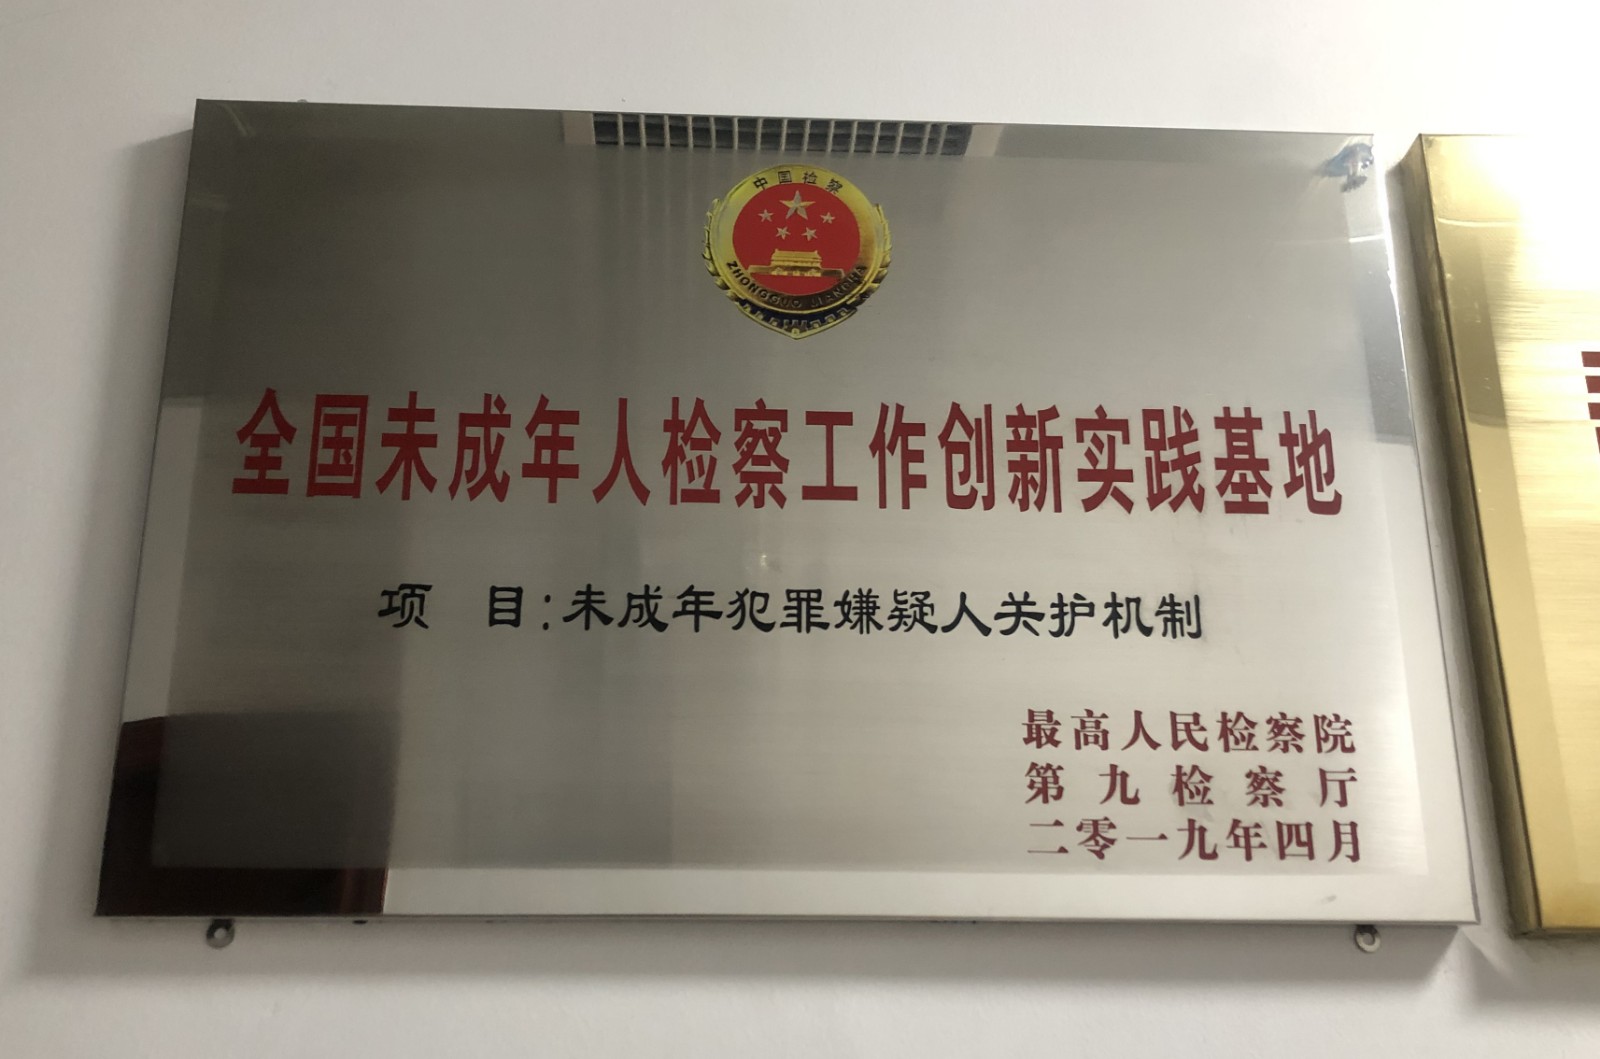 中国检察
ZHONGGUO JIANCHA
全国未成年人检察工作创新实践基地
项 目:未成年犯罪嫌疑人关护机制
最高人民检察院
第九检察厅
二零一九年四月